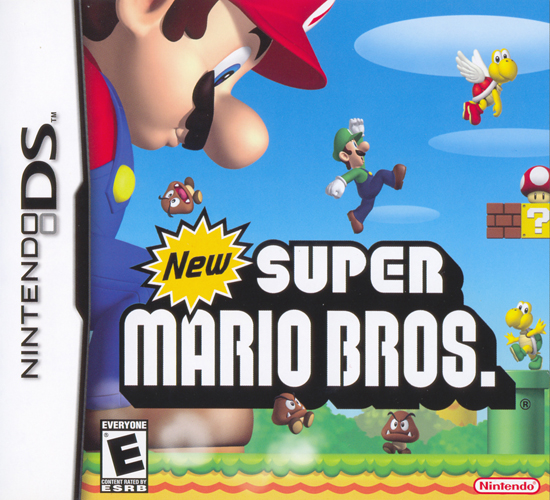 NINTENDO DS™
?
New SUPER
MARIO BROS.®
EVERYONE
E
CONTENT RATED BY
ESRB
Nintendo®